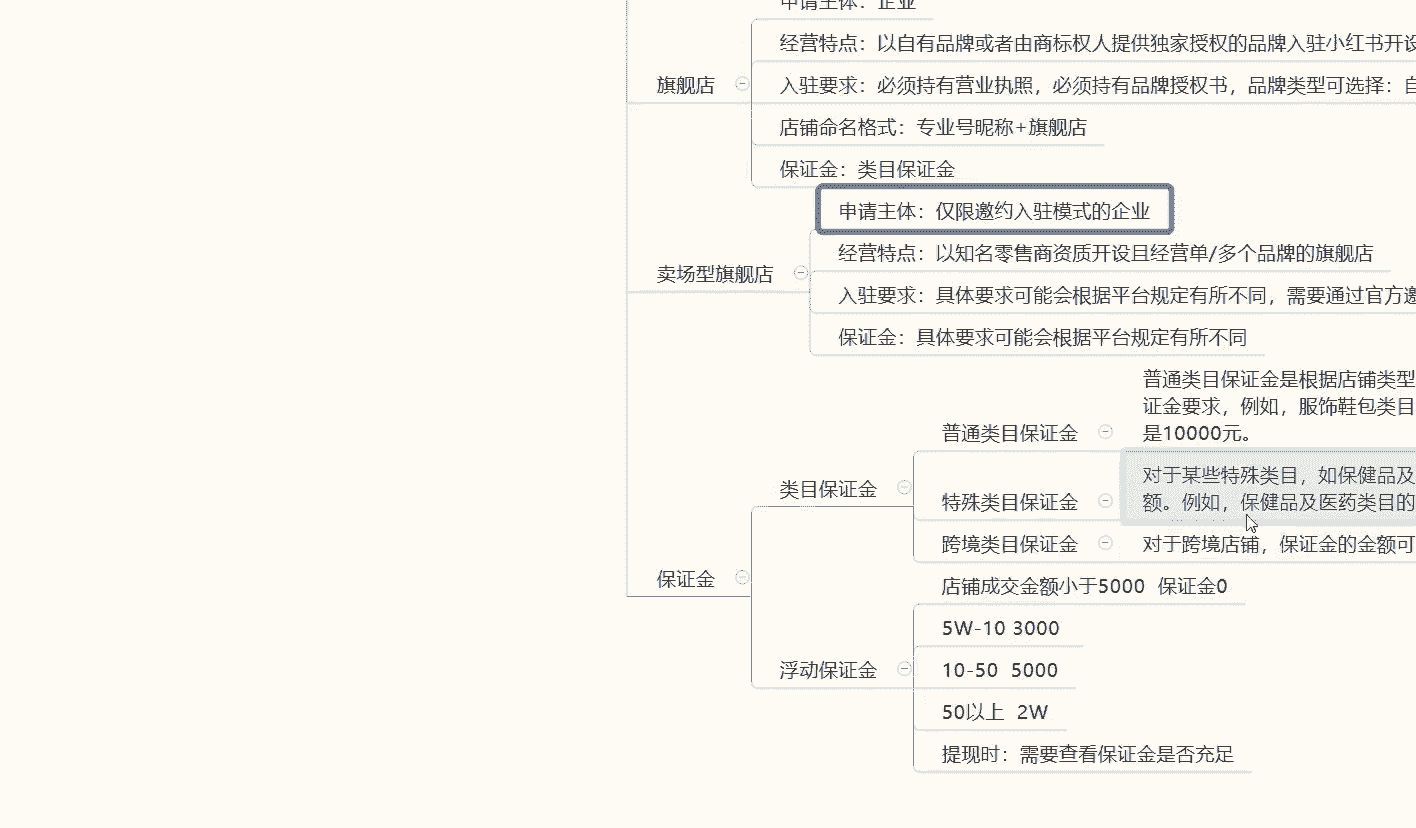 申请主体：企业
经营特点：以自有品牌或者由商标权人提供独家授权的品牌入驻小红书开设
旗舰店
入驻要求：必须持有营业执照，必须持有品牌授权书，品牌类型可选择：自
店铺命名格式：专业号昵称+旗舰店
保证金：类目保证金
申请主体：仅限邀约入驻模式的企业
经营特点：以知名零售商资质开设且经营单/多个品牌的旗舰店
卖场型旗舰店
入驻要求：具体要求可能会根据平台规定有所不同，需要通过官方邀
保证金：具体要求可能会根据平台规定有所不同
普通类目保证金是根据店铺类型
证金要求，例如，服饰鞋包类目
是10000元。
普通类目保证金
对于某些特殊类目，如保健品及
额。例如，保健品及医药类目的
类目保证金
特殊类目保证金
跨境类目保证金
对于跨境店铺，保证金的金额可
保证金
店铺成交金额小于5000 保证金0
5W-10 3000
浮动保证金
10-50 5000
50以上 2W
提现时：需要查看保证金是否充足